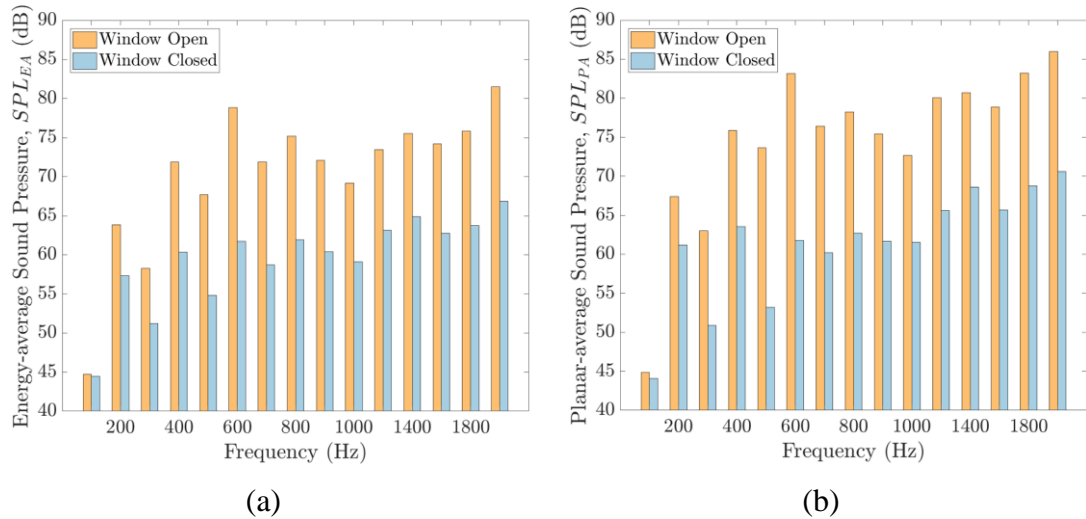 Energy-average Sound Pressure, SPL_EA (dB)
90
85
80
75
70
65
60
55
50
45
40
Window Open
Window Closed
200 400 600 800 1000 1400 1800
Frequency (Hz)
(a)
Planar-average Sound Pressure, SPL_PA (dB)
90
85
80
75
70
65
60
55
50
45
40
Window Open
Window Closed
200 400 600 800 1000 1400 1800
Frequency (Hz)
(b)